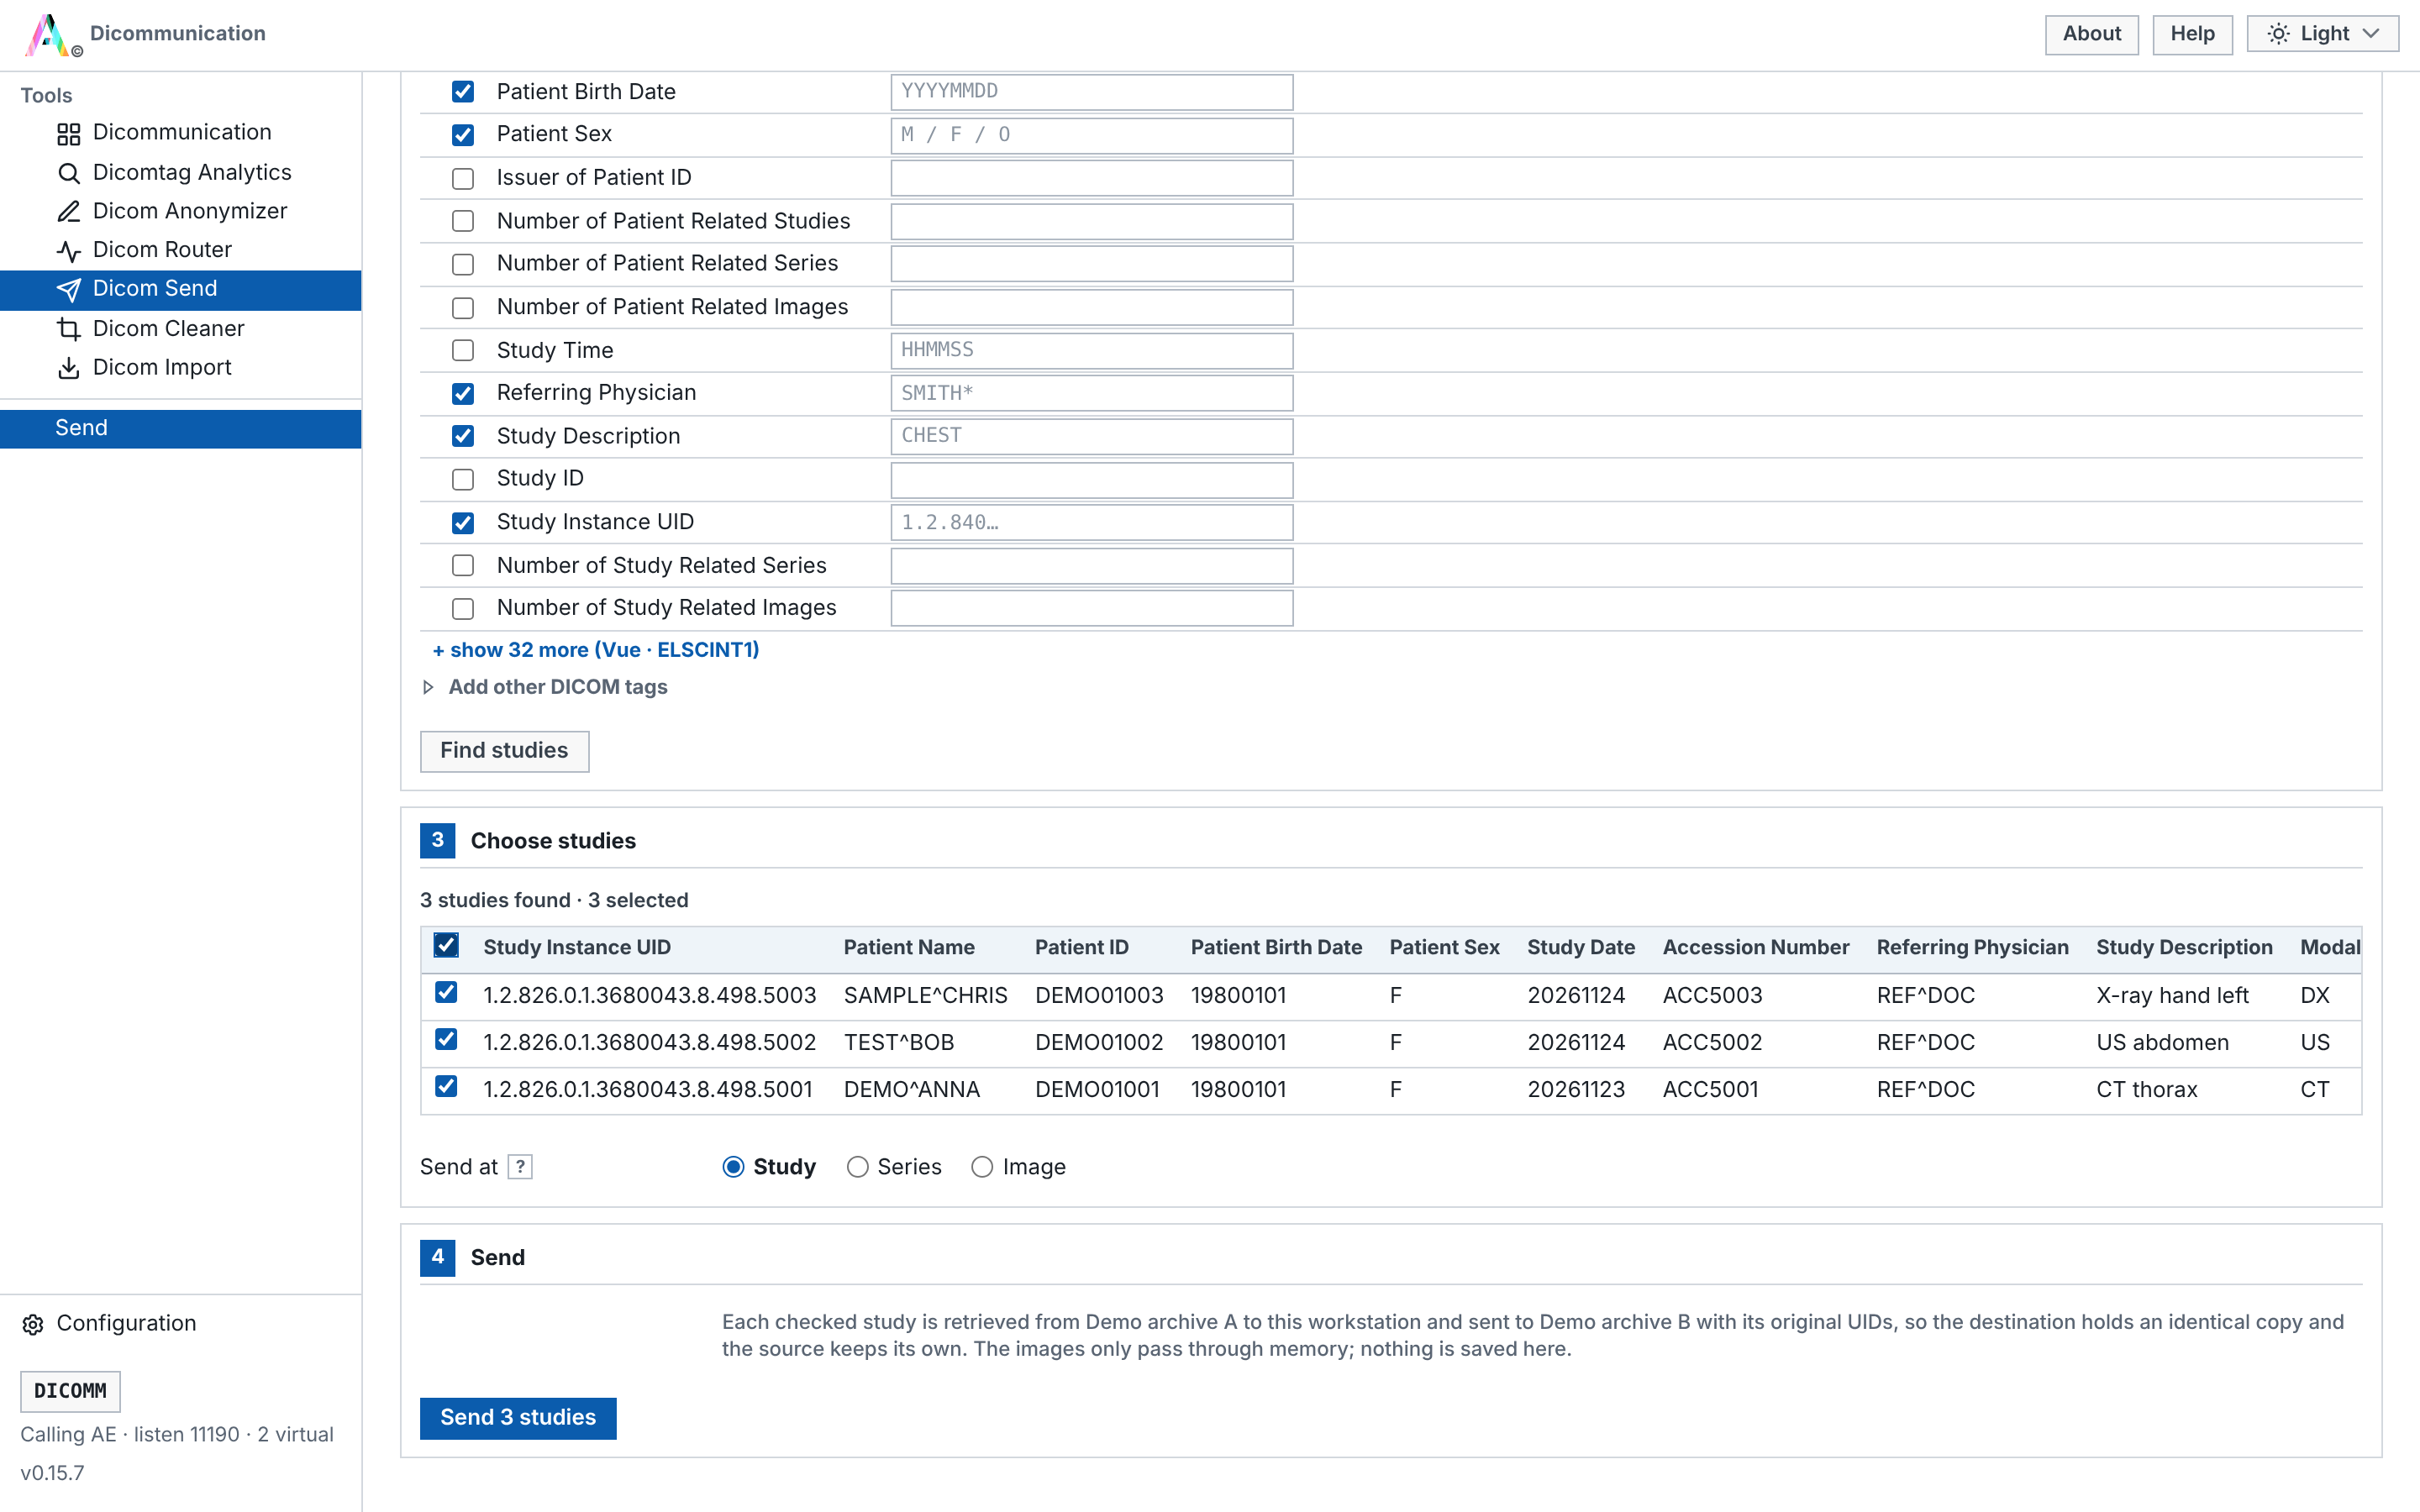 Dicommunication
About
Help
Light
Tools
Dicommunication
Dicomtag Analytics
Dicom Anonymizer
Dicom Router
Dicom Send
Dicom Cleaner
Dicom Import
Send
Patient Birth Date YYYYMMDD
Patient Sex M / F / O
Issuer of Patient ID
Number of Patient Related Studies
Number of Patient Related Series
Number of Patient Related Images
Study Time HHMMSS
Referring Physician SMITH*
Study Description CHEST
Study ID
Study Instance UID 1.2.840…
Number of Study Related Series
Number of Study Related Images
+ show 32 more (Vue · ELSCINT1)
Add other DICOM tags
Find studies
3 Choose studies
3 studies found · 3 selected
Study Instance UID Patient Name Patient ID Patient Birth Date Patient Sex Study Date Accession Number Referring Physician Study Description Modal
1.2.826.0.1.3680043.8.498.5003 SAMPLE^CHRIS DEMO01003 19800101 F 20261124 ACC5003 REF^DOC X-ray hand left DX
1.2.826.0.1.3680043.8.498.5002 TEST^BOB DEMO01002 19800101 F 20261124 ACC5002 REF^DOC US abdomen US
1.2.826.0.1.3680043.8.498.5001 DEMO^ANNA DEMO01001 19800101 F 20261123 ACC5001 REF^DOC CT thorax CT
Send at ? Study Series Image
4 Send
Each checked study is retrieved from Demo archive A to this workstation and sent to Demo archive B with its original UIDs, so the destination holds an identical copy and
the source keeps its own. The images only pass through memory; nothing is saved here.
Send 3 studies
Configuration
DICOMM
Calling AE · listen 11190 · 2 virtual
v0.15.7